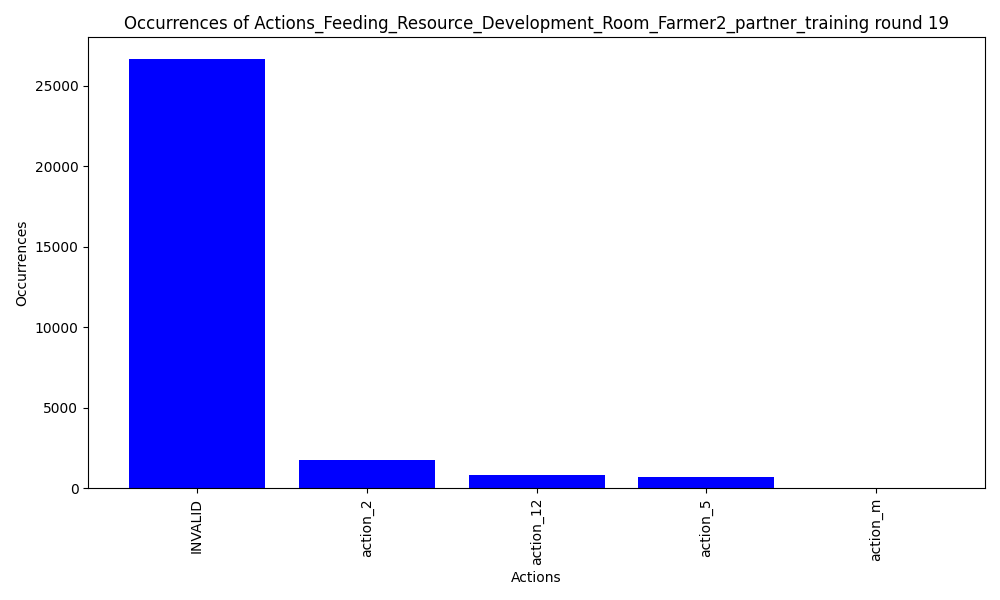 Occurrences of Actions_Feeding_Resource_Development_Room_Farmer2_partner_training round 19
Occurrences
25000
20000
15000
10000
5000
0
INVALID
action_2
action_12
action_5
action_m
Actions